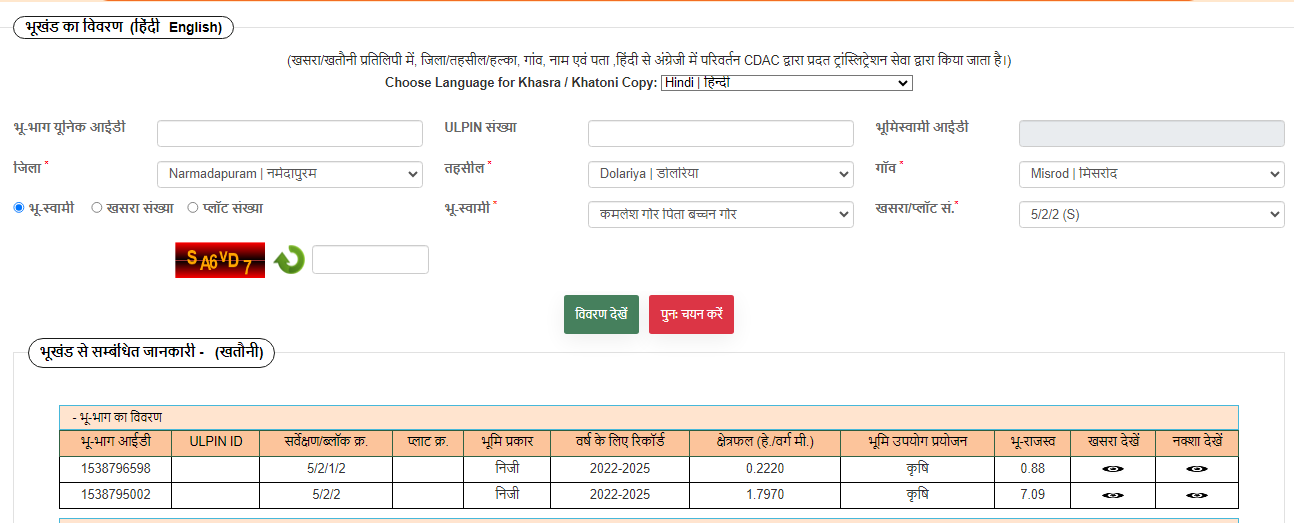 भूखंड का विवरण (हिंदी English)
(खसरा/खतौनी प्रतिलिपी में, जिला/तहसील/हल्का, गांव, नाम एवं पता ,हिंदी से अंग्रेजी में परिवर्तन CDAC द्वारा प्रदत ट्रांस्लिट्रेशन सेवा द्वारा किया जाता है।)
Choose Language for Khasra / Khatoni Copy: Hindi | हिन्दी
भू-भाग यूनिक आईडी ULPIN संख्या भूमिस्वामी आईडी
जिला * Narmadapuram | नर्मदापुरम तहसील * Dolariya | डोलरिया गाँव * Misrod | मिसरोद
भू-स्वामी खसरा संख्या प्लॉट संख्या भू-स्वामी * कमलेश गोर पिता बच्चन गोर खसरा/प्लॉट सं.* 5/2/2 (S)
SA6VD7
विवरण देखें पुनः चयन करें
भूखंड से सम्बंधित जानकारी - (खतौनी)
- भू-भाग का विवरण
भू-भाग आईडी ULPIN ID सर्वेक्षण/ब्लॉक क्र. प्लाट क्र. भूमि प्रकार वर्ष के लिए रिकॉर्ड क्षेत्रफल (हे./वर्ग मी.) भूमि उपयोग प्रयोजन भू-राजस्व खसरा देखें नक्शा देखें
1538796598 5/2/1/2 निजी 2022-2025 0.2220 कृषि 0.88
1538795002 5/2/2 निजी 2022-2025 1.7970 कृषि 7.09